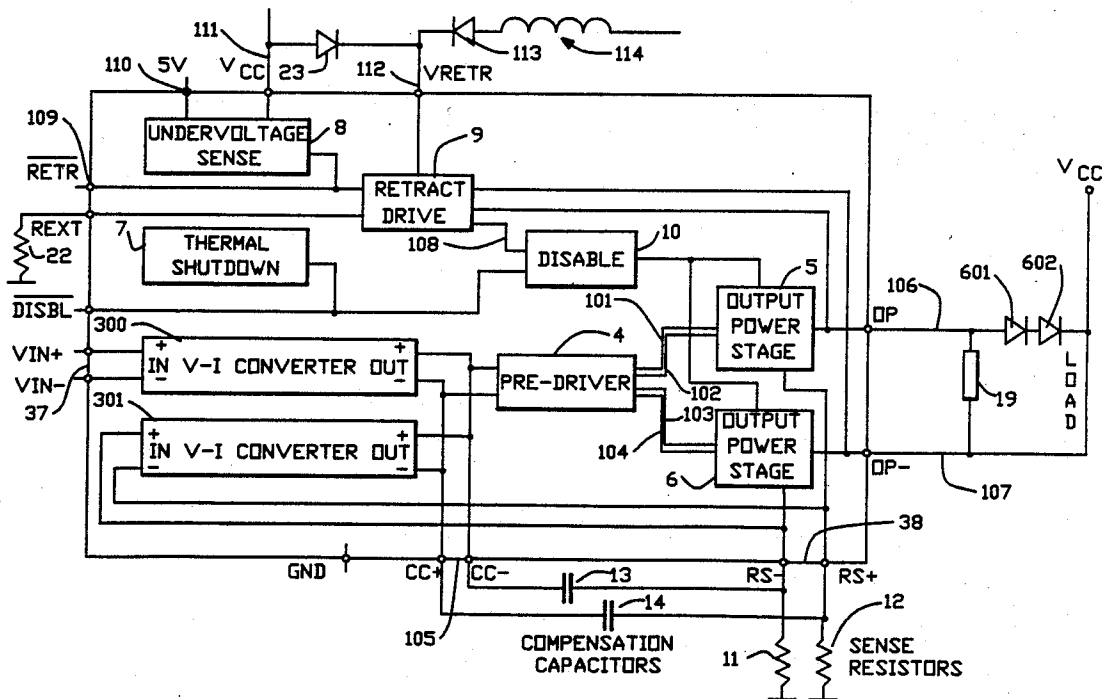 111
V CC
23
112
VRETR
113
114
110
5V
109
UNDERVOLTAGE
SENSE
8
9
RETR
RETRACT
DRIVE
REXT
22
7
THERMAL
SHUTDOWN
108
DISABLE
10
DISBL
101
5
OUTPUT
POWER
STAGE
OP
106
601
602
V CC
300
VIN+
VIN-
37
+
IN V-I CONVERTER OUT
-
+
-
4
PRE-DRIVER
102
103
104
19
LOAD
301
+
IN V-I CONVERTER OUT
-
+
-
OUTPUT
POWER
STAGE
6
OP-
107
38
GND
CC+
CC-
RS-
RS+
13
14
105
COMPENSATION
CAPACITORS
11
12
SENSE
RESISTORS